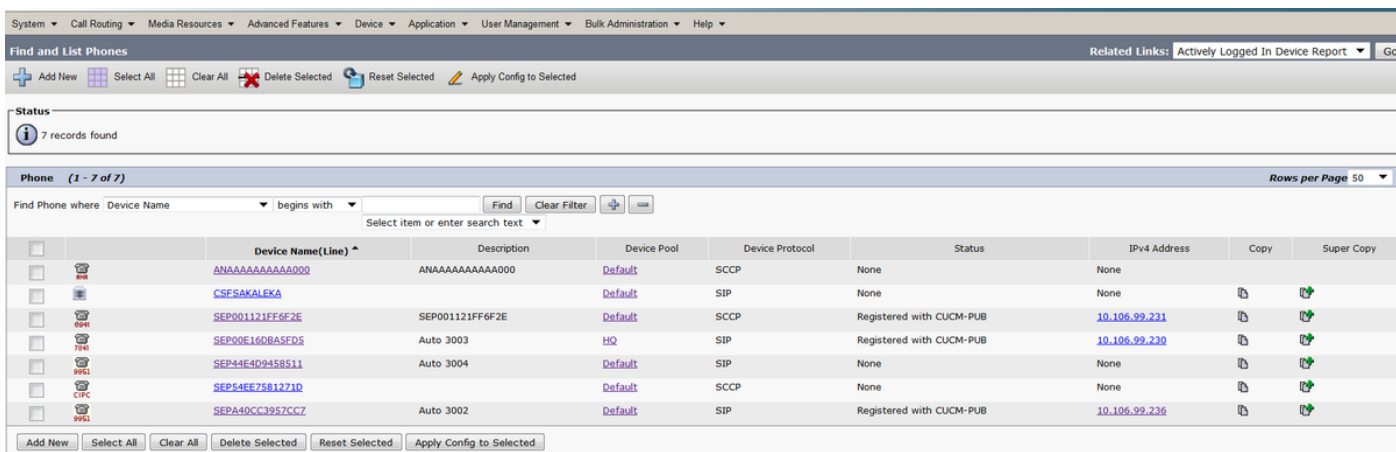 System Call Routing Media Resources Advanced Features Device Application User Management Bulk Administration Help
Find and List Phones Related Links: Actively Logged In Device Report Go
Add New Select All Clear All Delete Selected Reset Selected Apply Config to Selected
Status
7 records found
Phone (1 - 7 of 7) Rows per Page 50
Find Phone where Device Name begins with Find Clear Filter
Select item or enter search text
Device Name(Line) Description Device Pool Device Protocol Status IPv4 Address Copy Super Copy
ANAAAAAAAAAA000 ANAAAAAAAAAA000 Default SCCP None None
CSFSAKALEKA Default SIP None None
6941 SEP001121FF6F2E SEP001121FF6F2E Default SCCP Registered with CUCM-PUB 10.106.99.231
7841 SEP00E16DBA5FD5 Auto 3003 HQ SIP Registered with CUCM-PUB 10.106.99.230
9951 SEP44E4D9458511 Auto 3004 Default SIP None None
CIPC SEP54EE7581271D Default SCCP None None
9951 SEPA40CC3957CC7 Auto 3002 Default SIP Registered with CUCM-PUB 10.106.99.236
Add New Select All Clear All Delete Selected Reset Selected Apply Config to Selected